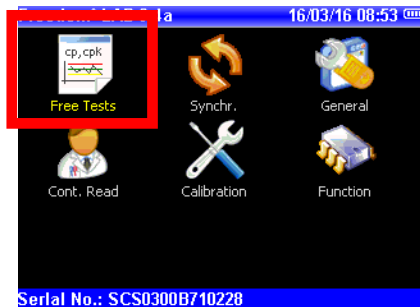 16/03/16 08:53
cp,cpk
Free Tests
Synchr.
General
Cont. Read
Calibration
Function
Serial No.: SCS0300B710228